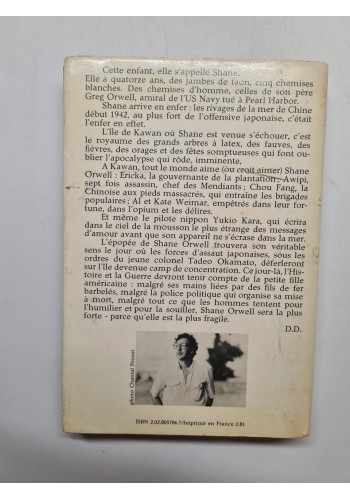 Cette enfant, elle s'appelle Shane.
Elle a quatorze ans, des jambes de faon, cinq chemises
blanches. Des chemises d'homme, celles de son père
Greg Orwell, amiral de l'US Navy tué à Pearl Harbor.
Shane arrive en enfer : les rivages de la mer de Chine
début 1942, au plus fort de l'offensive japonaise, c'était
l'enfer en effet.
L'île de Kawan où Shane est venue s'échouer, c'est
le royaume des grands arbres à latex, des fauves, des
fièvres, des orages et des fêtes somptueuses qui font ou-
blier l'apocalypse qui rôde, imminente.
A Kawan, tout le monde aime (ou croit aimer) Shane
Orwell : Ericka, la gouvernante de la plantation ; Awipi,
sept fois assassin, chef des Mendiants ; Chou Fang, la
Chinoise aux pieds massacrés, qui entraîne les brigades
populaires ; Al et Kate Weimar, empêtrés dans leur for-
tune, dans l'opium et les délires.
Et même le pilote nippon Yukio Kara, qui écrira
dans le ciel de la mousson le plus étrange des messages
d'amour avant que son appareil ne s'écrase dans la mer.
L'épopée de Shane Orwell trouvera son véritable
sens le jour où les forces d'assaut japonaises, sous les
ordres du jeune colonel Tadeo Okamato, déferleront
sur l'île devenue camp de concentration. Ce jour-là, l'His-
toire et la Guerre devront tenir compte de la petite fille
américaine : malgré ses mains liées par des fils de fer
barbelés, malgré la police politique qui organise sa mise
à mort, malgré tout ce que les hommes tentent pour
l'humilier et pour la souiller, Shane Orwell sera la plus
forte - parce qu'elle est la plus fragile.
D.D.
photo Chantal Poinat
ISBN 2.02.005786.7/Imprimé en France 2.81